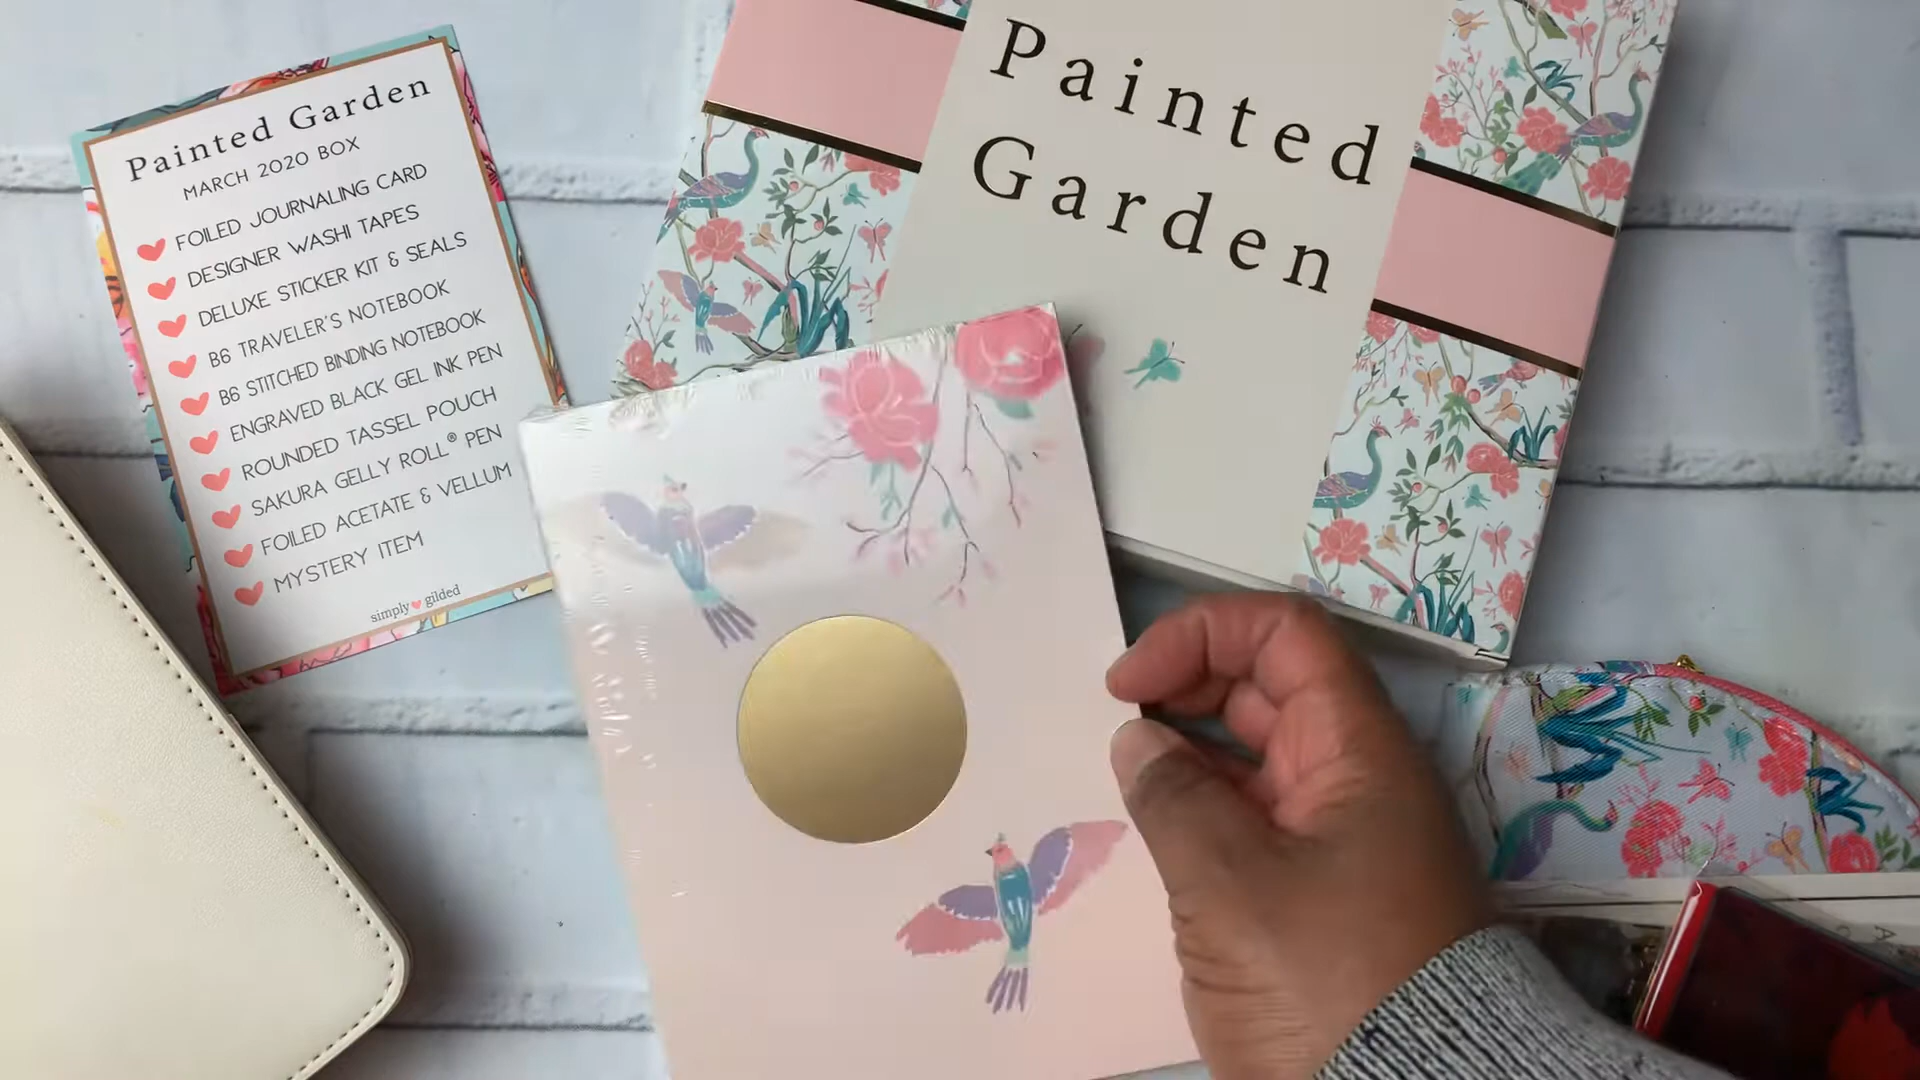 Painted Garden
MARCH 2020 BOX
FOILED JOURNALING CARD
DESIGNER WASHI TAPES
DELUXE STICKER KIT & SEALS
B6 TRAVELER'S NOTEBOOK
B6 STITCHED BINDING NOTEBOOK
ENGRAVED BLACK GEL INK PEN
ROUNDED TASSEL POUCH
SAKURA GELLY ROLL® PEN
FOILED ACETATE & VELLUM
MYSTERY ITEM
simply gilded
Painted
Garden